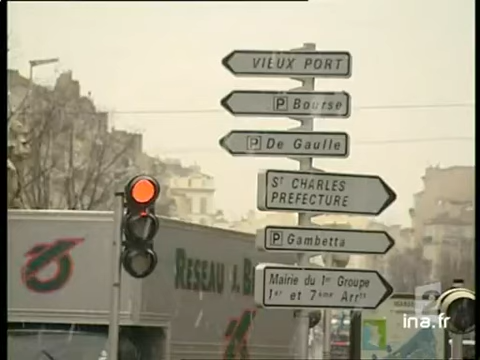 VIEUX PORT
P Bourse
P De Gaulle
St CHARLES
PREFECTURE
P Gambetta
Mairie du 1er Groupe
1er et 7ème Arrt
RESEAU J. B
ina.fr